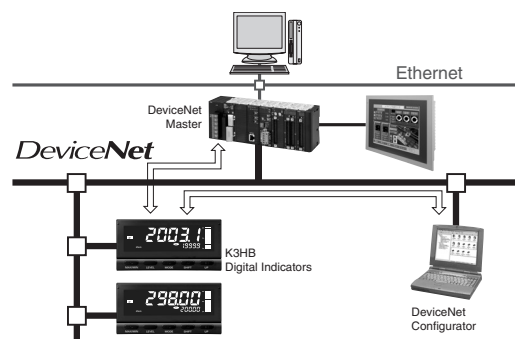 Ethernet
DeviceNet
Master
DeviceNet
2003.1
19999
K3HB
Digital Indicators
298.00
20000
DeviceNet
Configurator